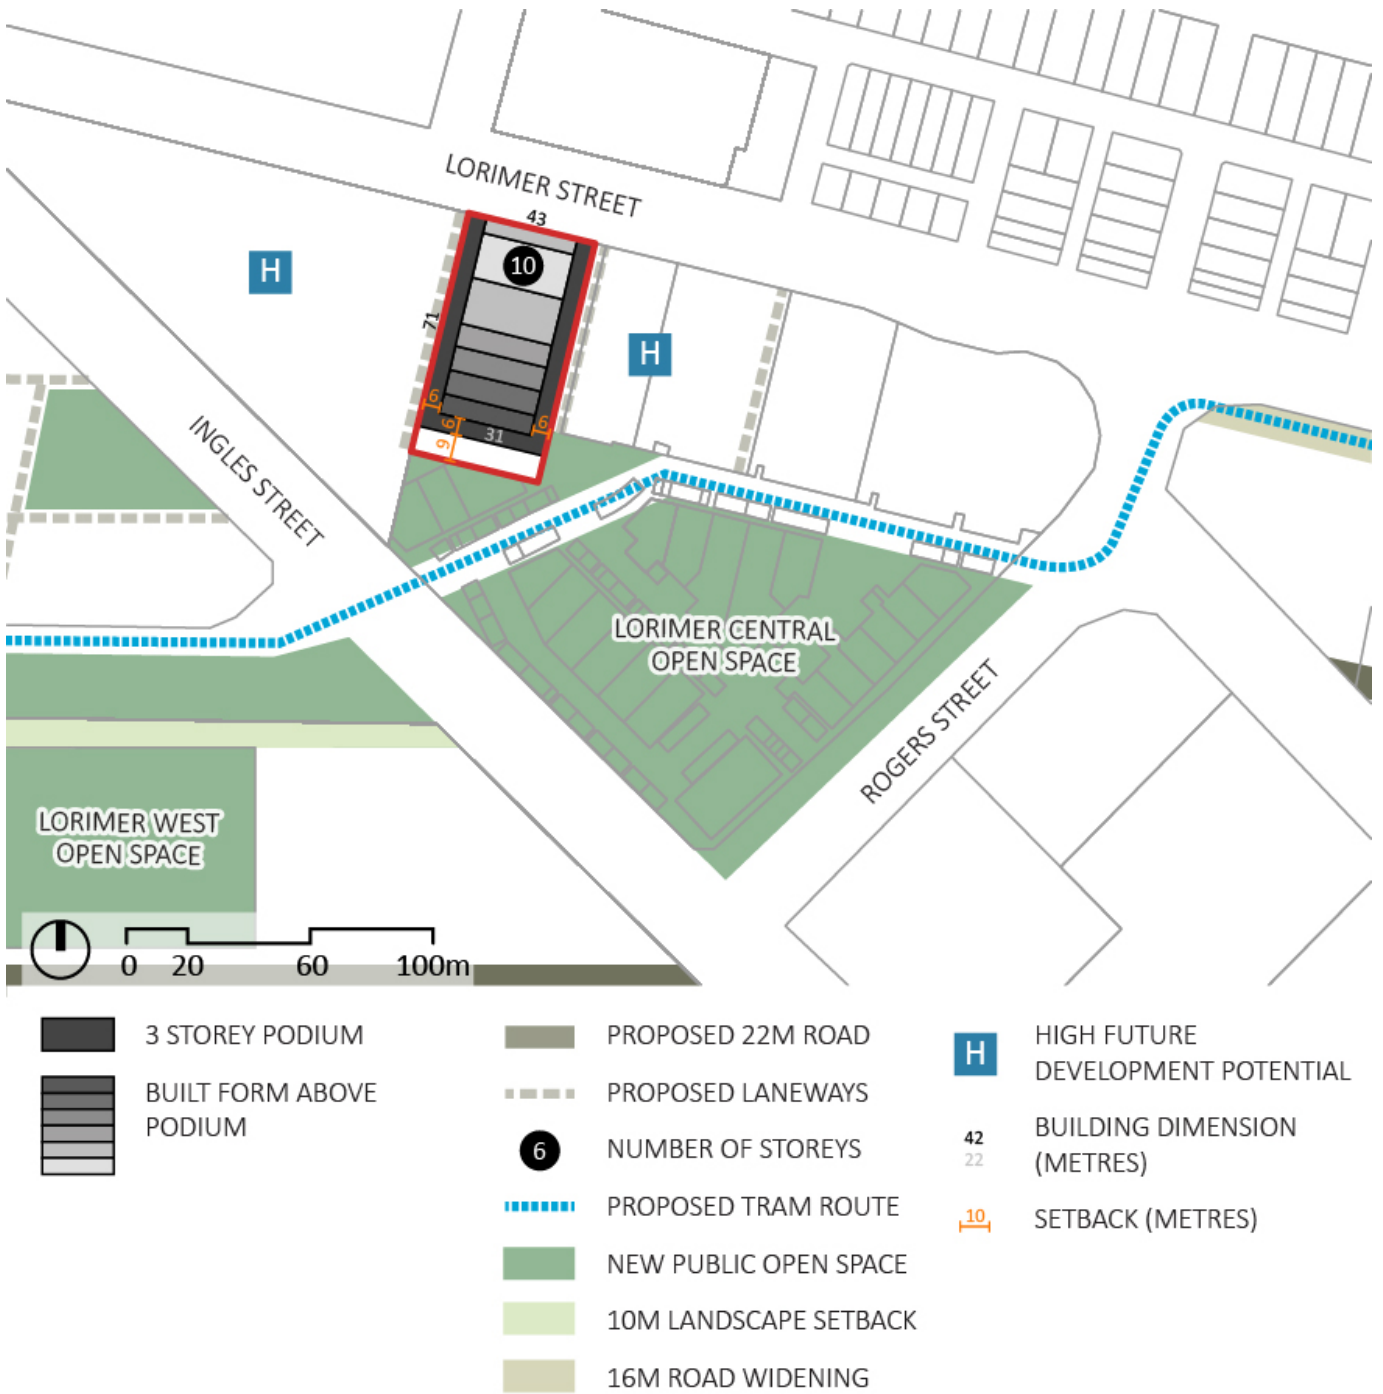 LORIMER STREET
43
H
10
71
H
6
6
6
31
9
INGLES STREET
LORIMER CENTRAL
OPEN SPACE
ROGERS STREET
LORIMER WEST
OPEN SPACE
0 20 60 100m
3 STOREY PODIUM
BUILT FORM ABOVE
PODIUM
PROPOSED 22M ROAD
PROPOSED LANEWAYS
6 NUMBER OF STOREYS
PROPOSED TRAM ROUTE
NEW PUBLIC OPEN SPACE
10M LANDSCAPE SETBACK
16M ROAD WIDENING
H HIGH FUTURE
DEVELOPMENT POTENTIAL
42 BUILDING DIMENSION
22 (METRES)
10 SETBACK (METRES)